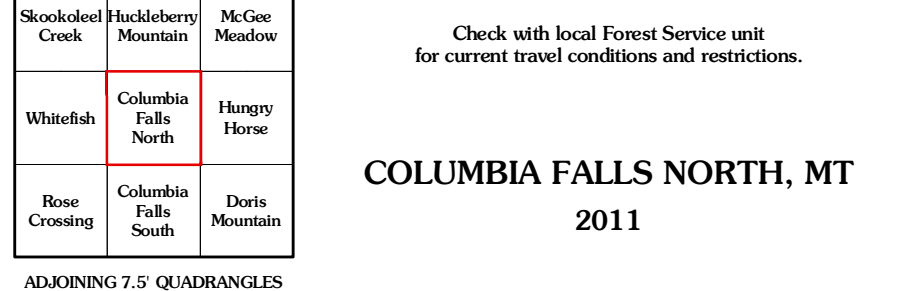 Skookoleel Huckleberry McGee
Creek Mountain Meadow
Whitefish
Columbia
Falls
North
Hungry
Horse
Rose
Crossing
Columbia
Falls
South
Doris
Mountain
ADJOINING 7.5' QUADRANGLES
Check with local Forest Service unit
for current travel conditions and restrictions.
COLUMBIA FALLS NORTH, MT
2011